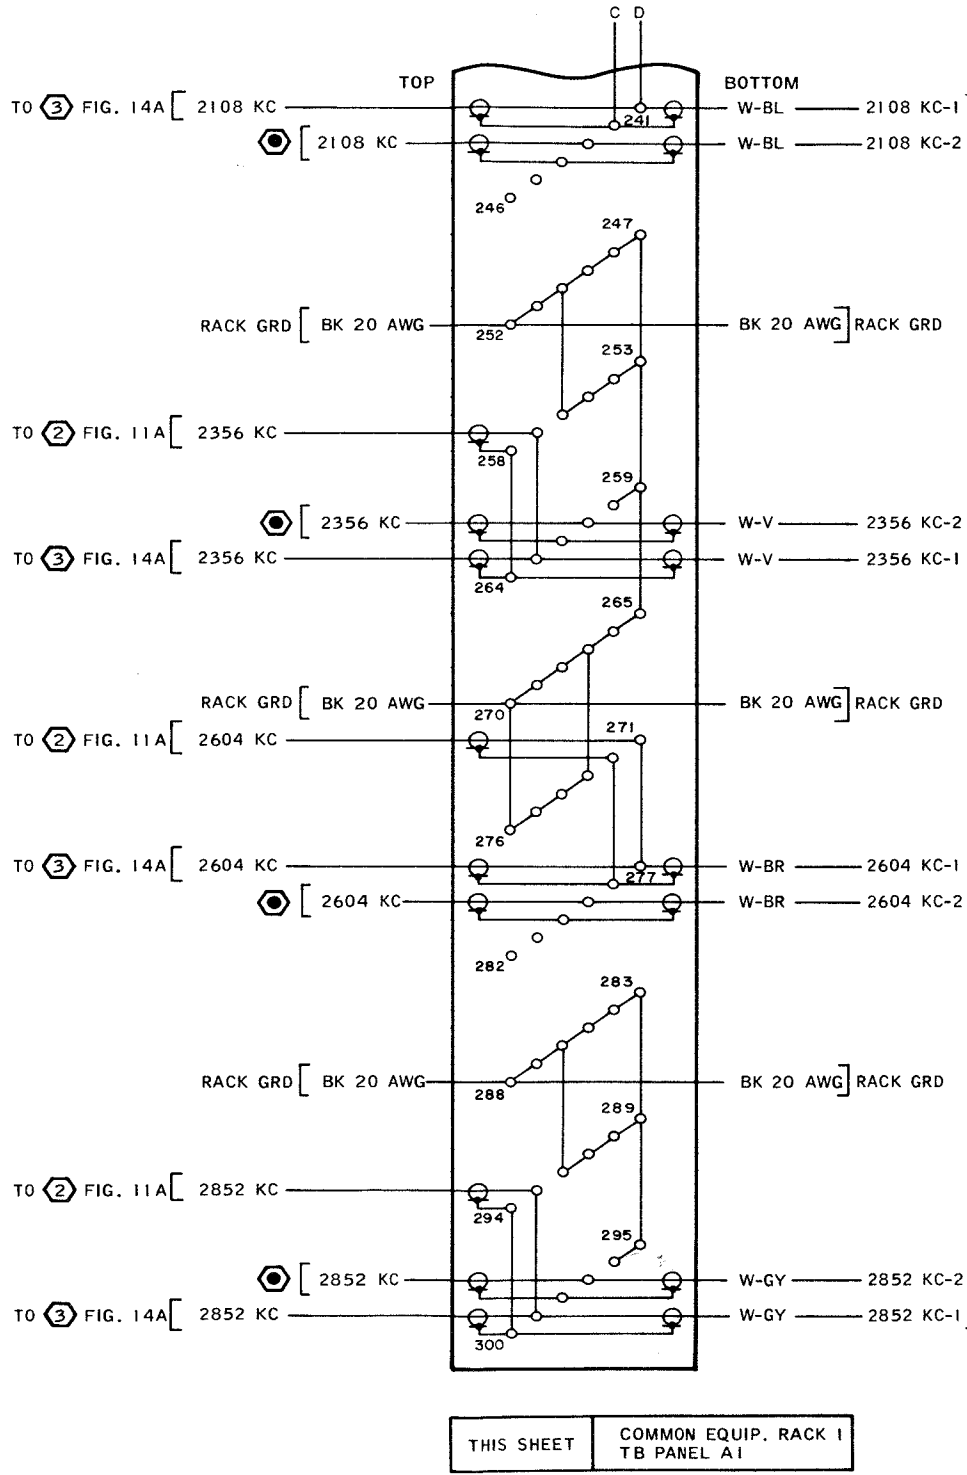 C D
TOP BOTTOM
TO 3 FIG. 14A [ 2108 KC W-BL 2108 KC-1
241
[ 2108 KC W-BL 2108 KC-2
246
247
RACK GRD [ BK 20 AWG BK 20 AWG ] RACK GRD
252
253
TO 2 FIG. 11A [ 2356 KC
258
259
[ 2356 KC W-V 2356 KC-2
TO 3 FIG. 14A [ 2356 KC W-V 2356 KC-1
264
265
RACK GRD [ BK 20 AWG BK 20 AWG ] RACK GRD
270
271
TO 2 FIG. 11A [ 2604 KC
276
TO 3 FIG. 14A [ 2604 KC W-BR 2604 KC-1
277
[ 2604 KC W-BR 2604 KC-2
282
283
RACK GRD [ BK 20 AWG BK 20 AWG ] RACK GRD
288
289
TO 2 FIG. 11A [ 2852 KC
294
295
[ 2852 KC W-GY 2852 KC-2
TO 3 FIG. 14A [ 2852 KC W-GY 2852 KC-1
300
THIS SHEET
COMMON EQUIP. RACK 1
TB PANEL A1